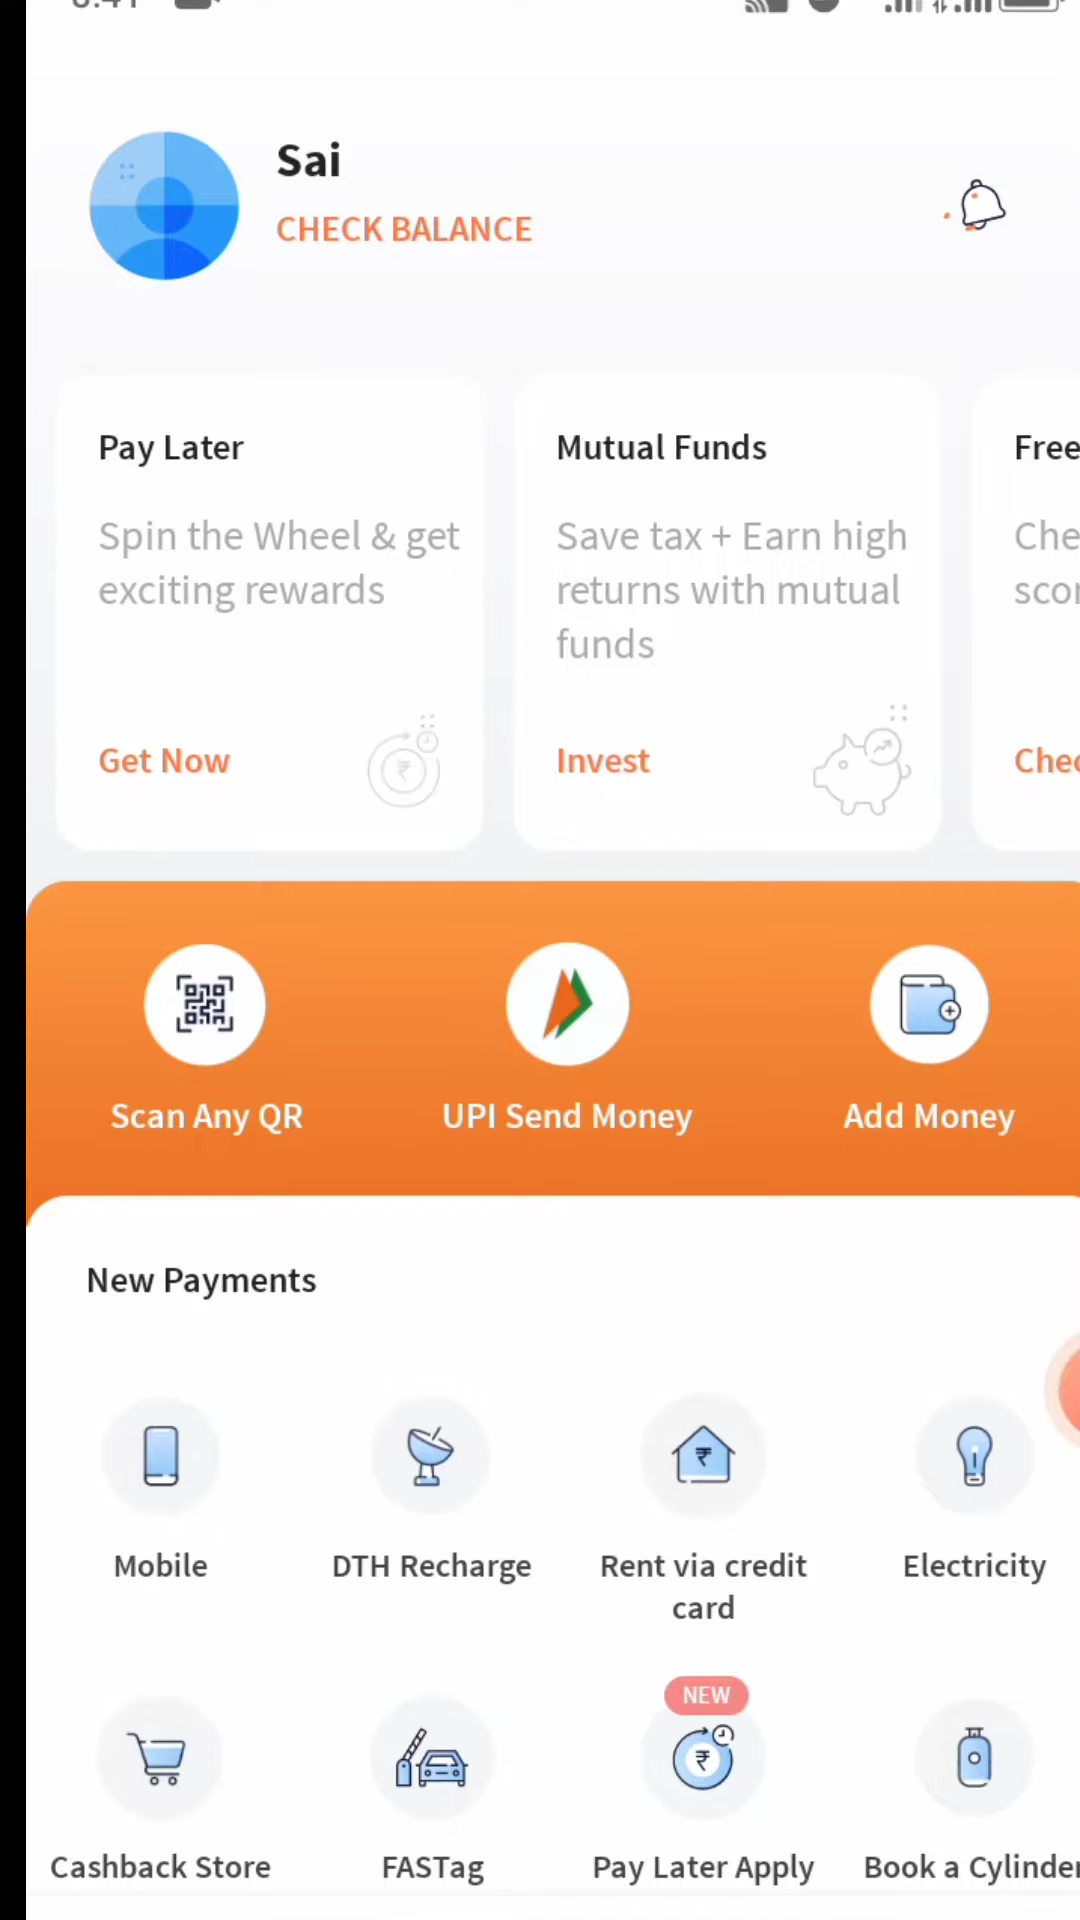 Sai
CHECK BALANCE
Pay Later
Spin the Wheel & get
exciting rewards
Get Now
Mutual Funds
Save tax + Earn high
returns with mutual
funds
Invest
Free
Scan Any QR
UPI Send Money
Add Money
New Payments
Mobile
DTH Recharge
Rent via credit
card
Electricity
Cashback Store
FASTag
NEW
Pay Later Apply
Book a Cylinder